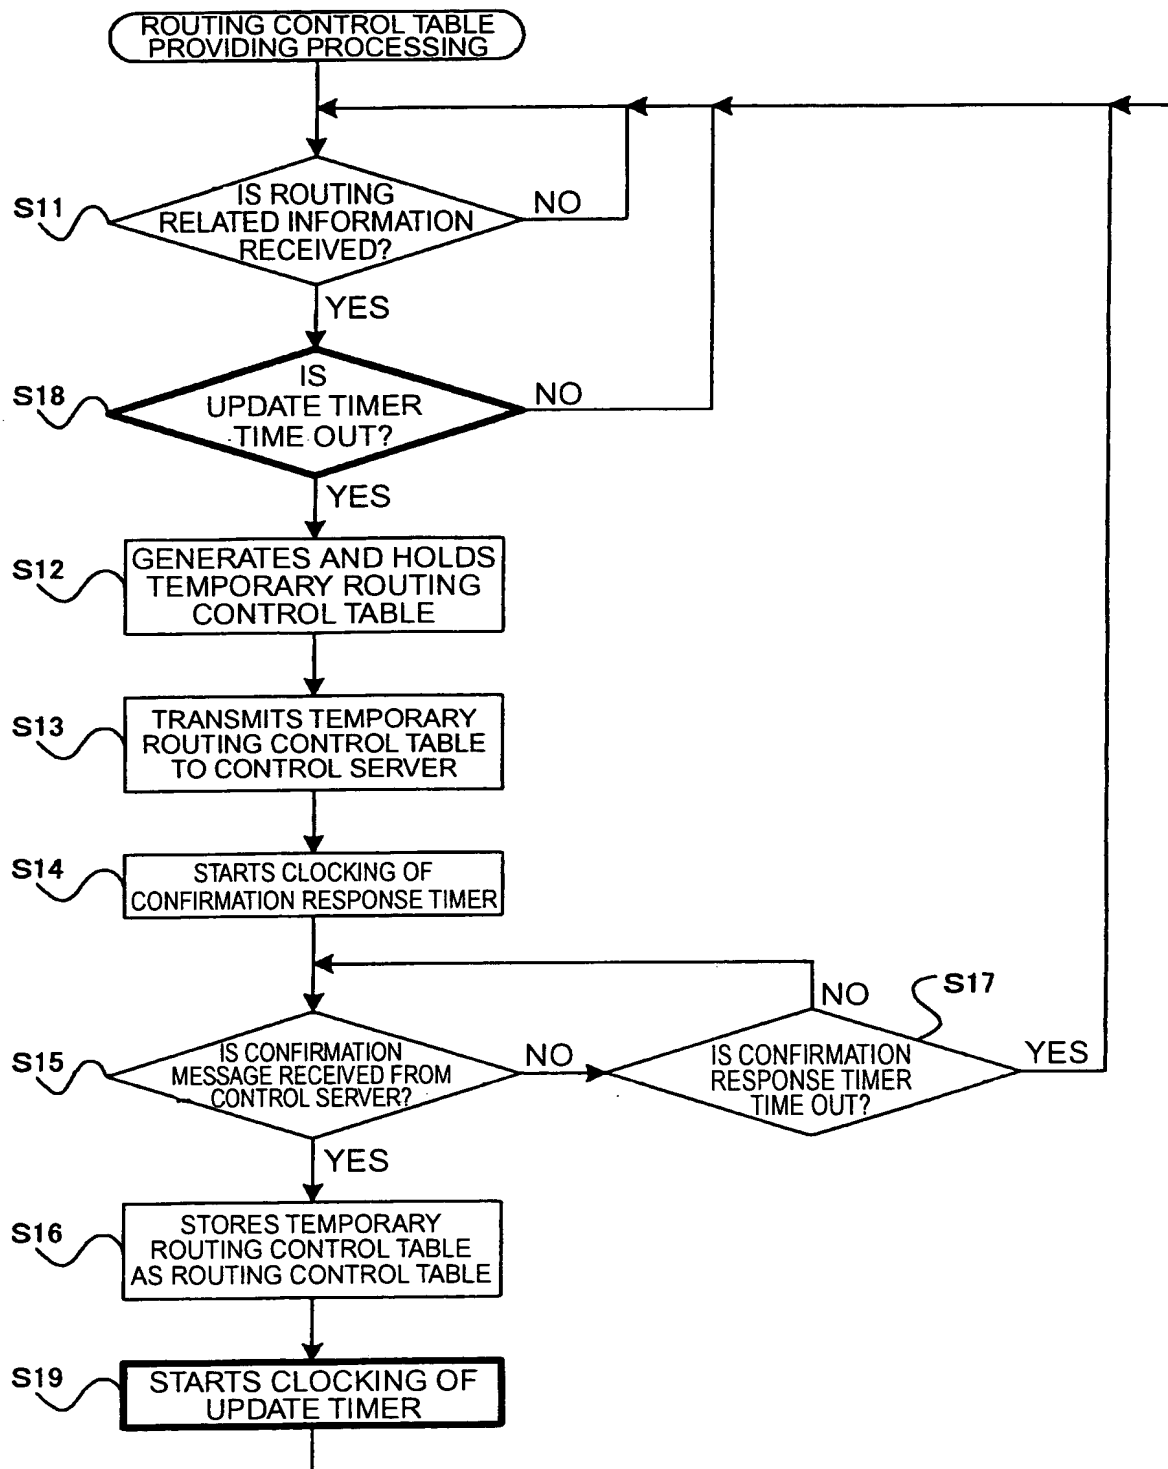 ROUTING CONTROL TABLE
PROVIDING PROCESSING
S11
IS ROUTING
RELATED INFORMATION
RECEIVED?
NO
YES
S18
IS
UPDATE TIMER
TIME OUT?
NO
YES
S12
GENERATES AND HOLDS
TEMPORARY ROUTING
CONTROL TABLE
S13
TRANSMITS TEMPORARY
ROUTING CONTROL TABLE
TO CONTROL SERVER
S14
STARTS CLOCKING OF
CONFIRMATION RESPONSE TIMER
S15
IS CONFIRMATION
MESSAGE RECEIVED FROM
CONTROL SERVER?
NO
YES
S17
IS CONFIRMATION
RESPONSE TIMER
TIME OUT?
NO
YES
S16
STORES TEMPORARY
ROUTING CONTROL TABLE
AS ROUTING CONTROL TABLE
S19
STARTS CLOCKING OF
UPDATE TIMER